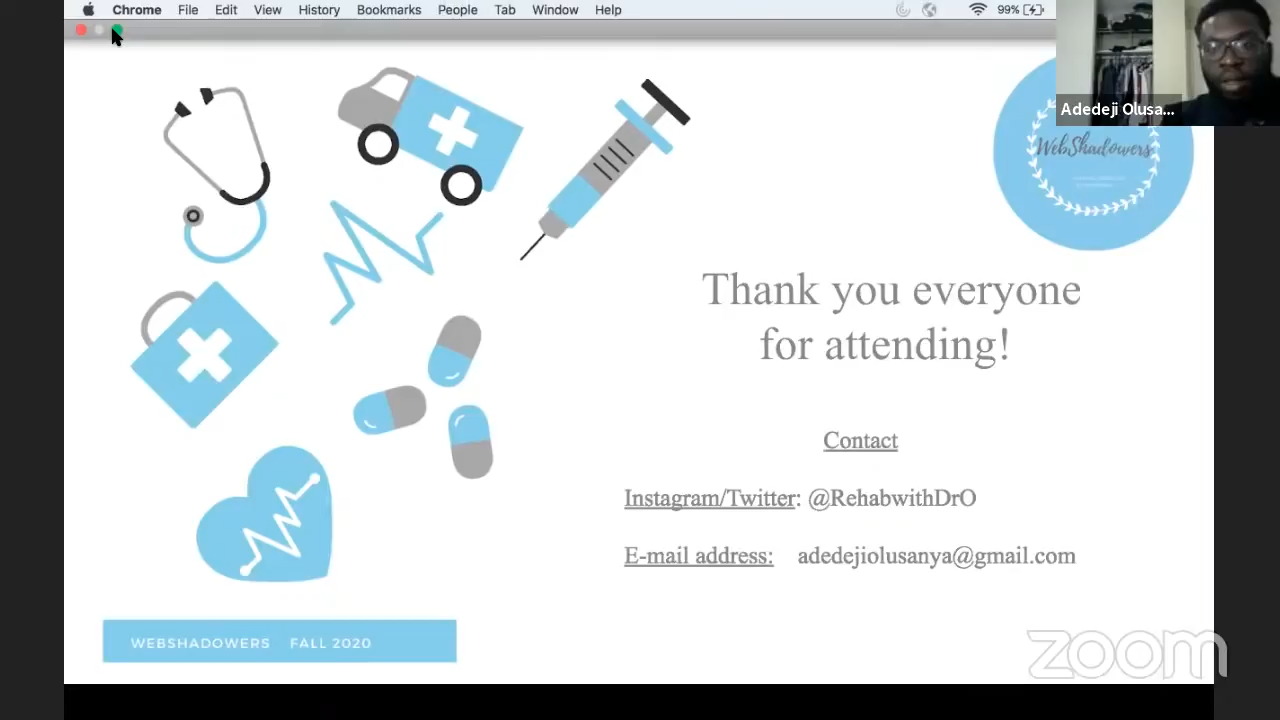 Chrome File Edit View History Bookmarks People Tab Window Help 99%
Adedeji Olusa...
WebShadowers
Thank you everyone
for attending!
Contact
Instagram/Twitter: @RehabwithDrO
E-mail address: adedejiolusanya@gmail.com
WEBSHADOWERS FALL 2020
zoom